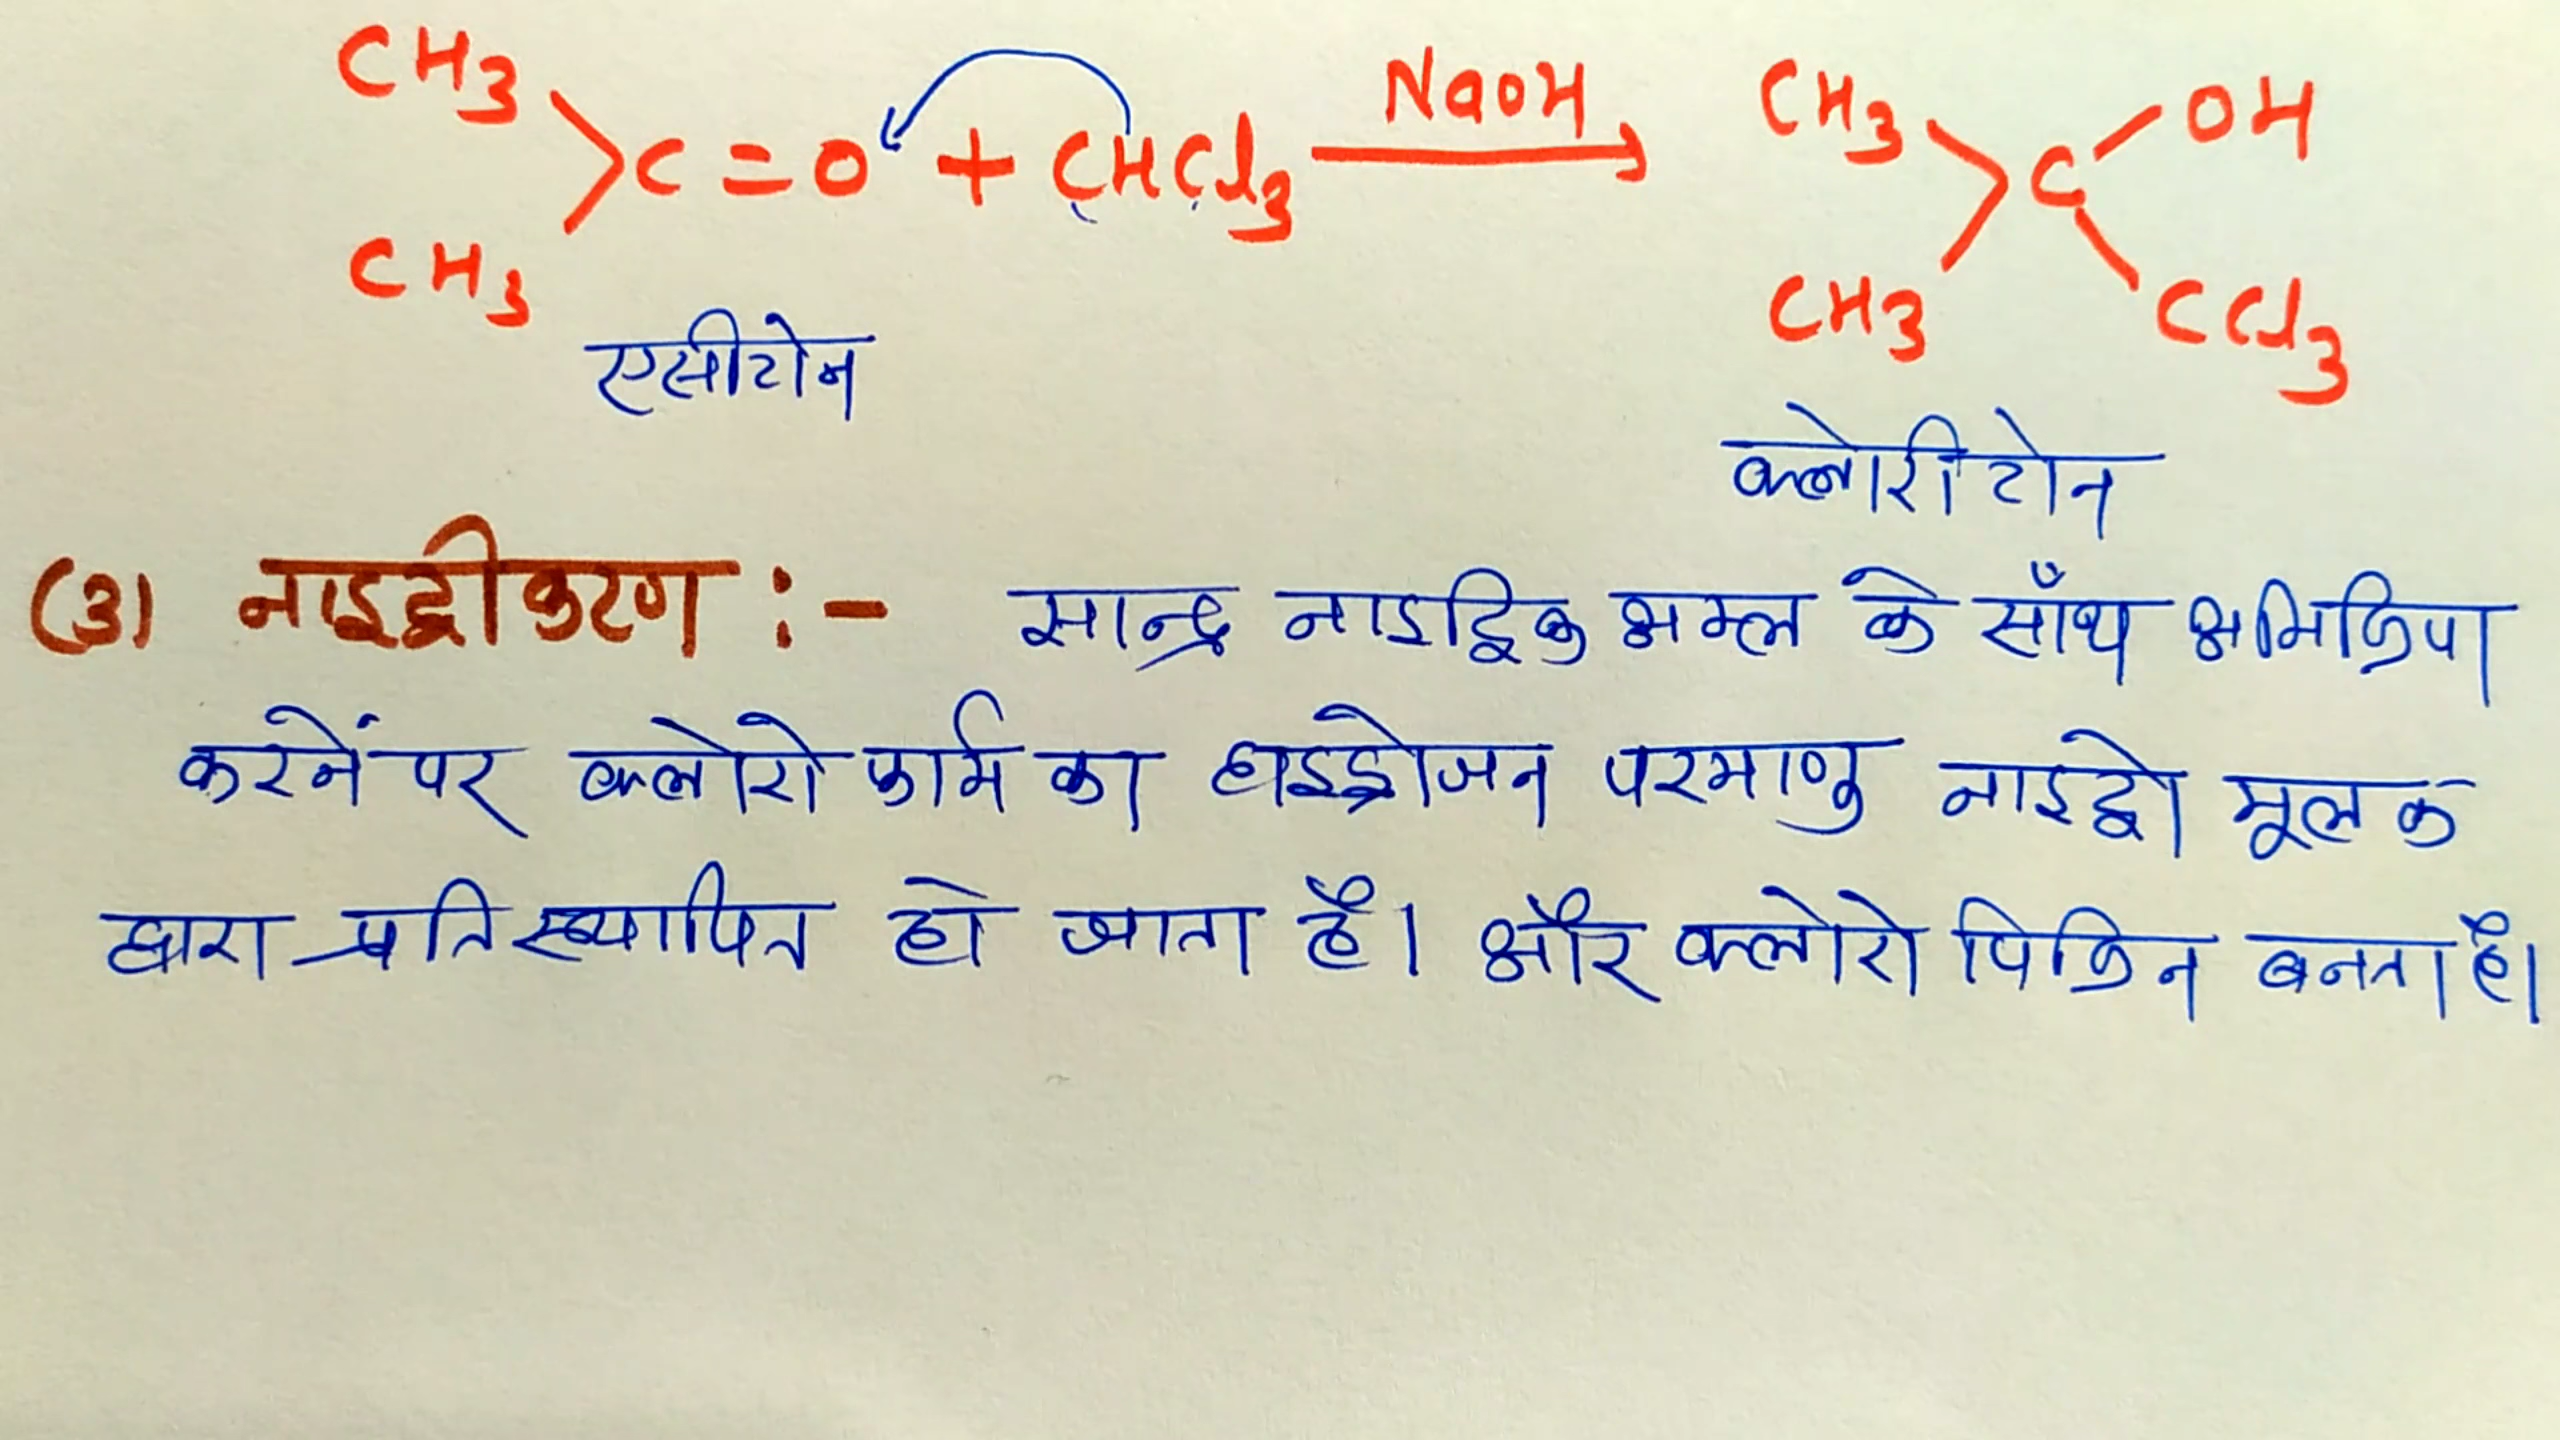 CH3 CH3 >C=O + CHCl3 NaOH → CH3 CH3 >C OH CCl3
एसीटोन
क्लोरीटोन
(3) नाइट्रीकरण :- सान्द्र नाइट्रिक अम्ल के साँथ अभिक्रिया
करनें पर क्लोरोफार्म का हाइड्रोजन परमाणु नाइट्रो मूलक
द्वारा प्रतिस्थापित हो जाता है। और क्लोरो पिक्रिन बनता है।